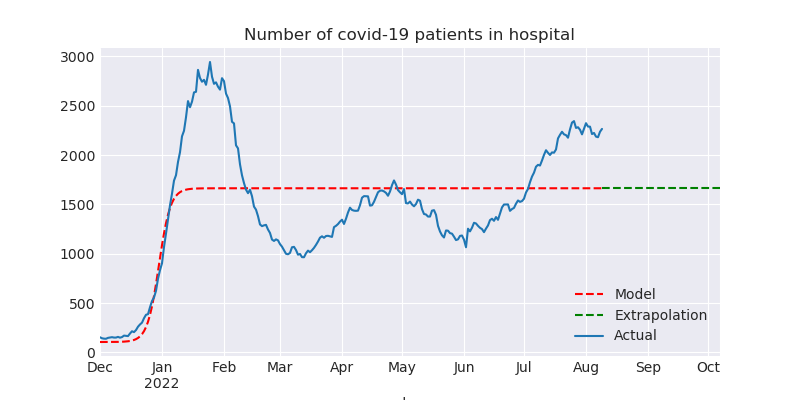 Number of covid-19 patients in hospital
3000
2500
2000
1500
1000
500
0
Model
Extrapolation
Actual
Dec Jan Feb Mar Apr May Jun Jul Aug Sep Oct
2022